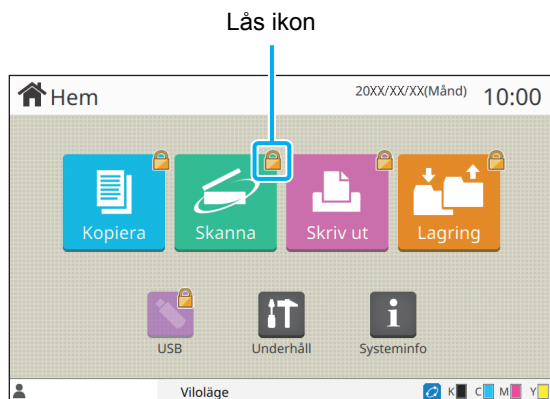 Lås ikon
Hem 20XX/XX/XX(Månd) 10:00
Kopiera Skanna Skriv ut Lagring
USB Underhåll Systeminfo
Viloläge K C M Y